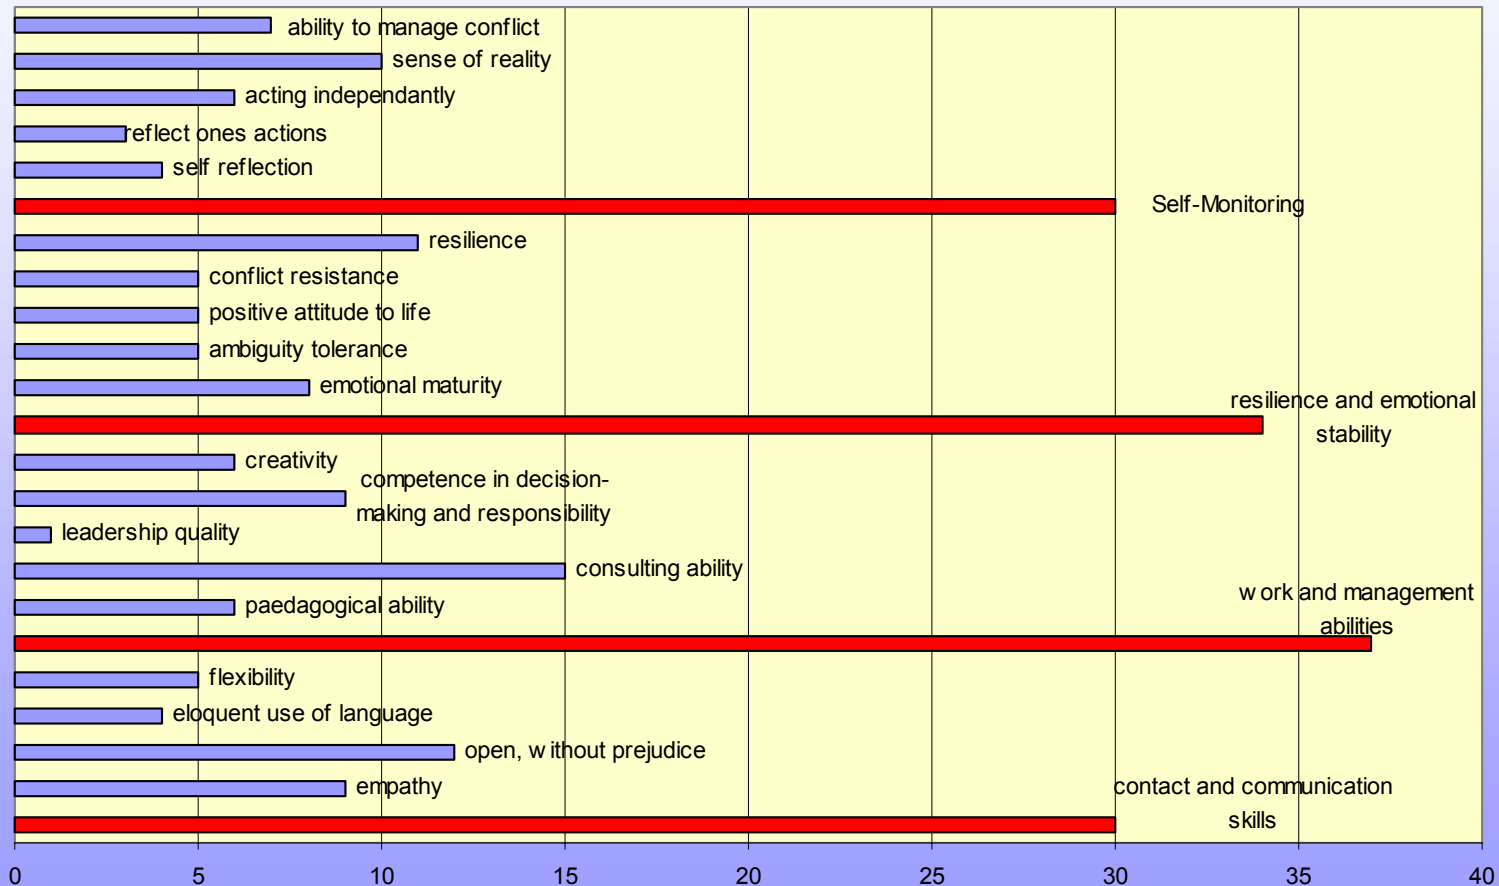 ability to manage conflict
sense of reality
acting independantly
reflect ones actions
self reflection
Self-Monitoring
resilience
conflict resistance
positive attitude to life
ambiguity tolerance
emotional maturity
resilience and emotional
stability
creativity
competence in decision-
making and responsibility
leadership quality
consulting ability
paedagogical ability
work and management
abilities
flexibility
eloquent use of language
open, without prejudice
empathy
contact and communication
skills
0 5 10 15 20 25 30 35 40